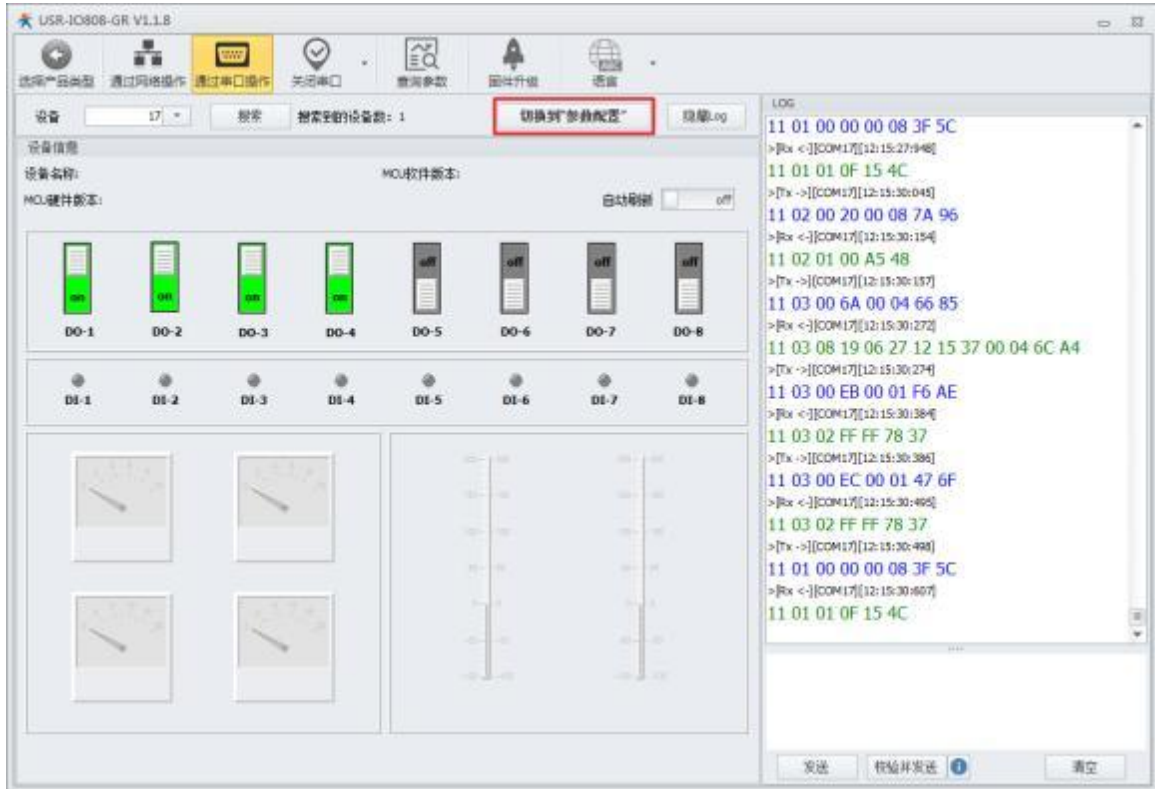 USR-IO808-GR V1.1.8
选择产品类型 通过网络操作 通过串口操作 关闭串口 查询参数 固件升级 语言
设备 17 搜索 搜索到的设备数: 1 切换到"参数配置" 隐藏Log
设备信息
设备名称: MCU软件版本:
MCU硬件版本: 自动刷新 off
on on on on off off off off
DO-1 DO-2 DO-3 DO-4 DO-5 DO-6 DO-7 DO-8
DI-1 DI-2 DI-3 DI-4 DI-5 DI-6 DI-7 DI-8
LOG
11 01 00 00 00 08 3F 5C
>[Rx <-][COM17][12:15:27:948]
11 01 01 0F 15 4C
>[Tx ->][COM17][12:15:30:045]
11 02 00 20 00 08 7A 96
>[Rx <-][COM17][12:15:30:154]
11 02 01 00 A5 48
>[Tx ->][COM17][12:15:30:157]
11 03 00 6A 00 04 66 85
>[Rx <-][COM17][12:15:30:272]
11 03 08 19 06 27 12 15 37 00 04 6C A4
>[Tx ->][COM17][12:15:30:274]
11 03 00 EB 00 01 F6 AE
>[Rx <-][COM17][12:15:30:384]
11 03 02 FF FF 78 37
>[Tx ->][COM17][12:15:30:386]
11 03 00 EC 00 01 47 6F
>[Rx <-][COM17][12:15:30:495]
11 03 02 FF FF 78 37
>[Tx ->][COM17][12:15:30:498]
11 01 00 00 00 08 3F 5C
>[Rx <-][COM17][12:15:30:607]
11 01 01 0F 15 4C
发送 校验并发送 清空